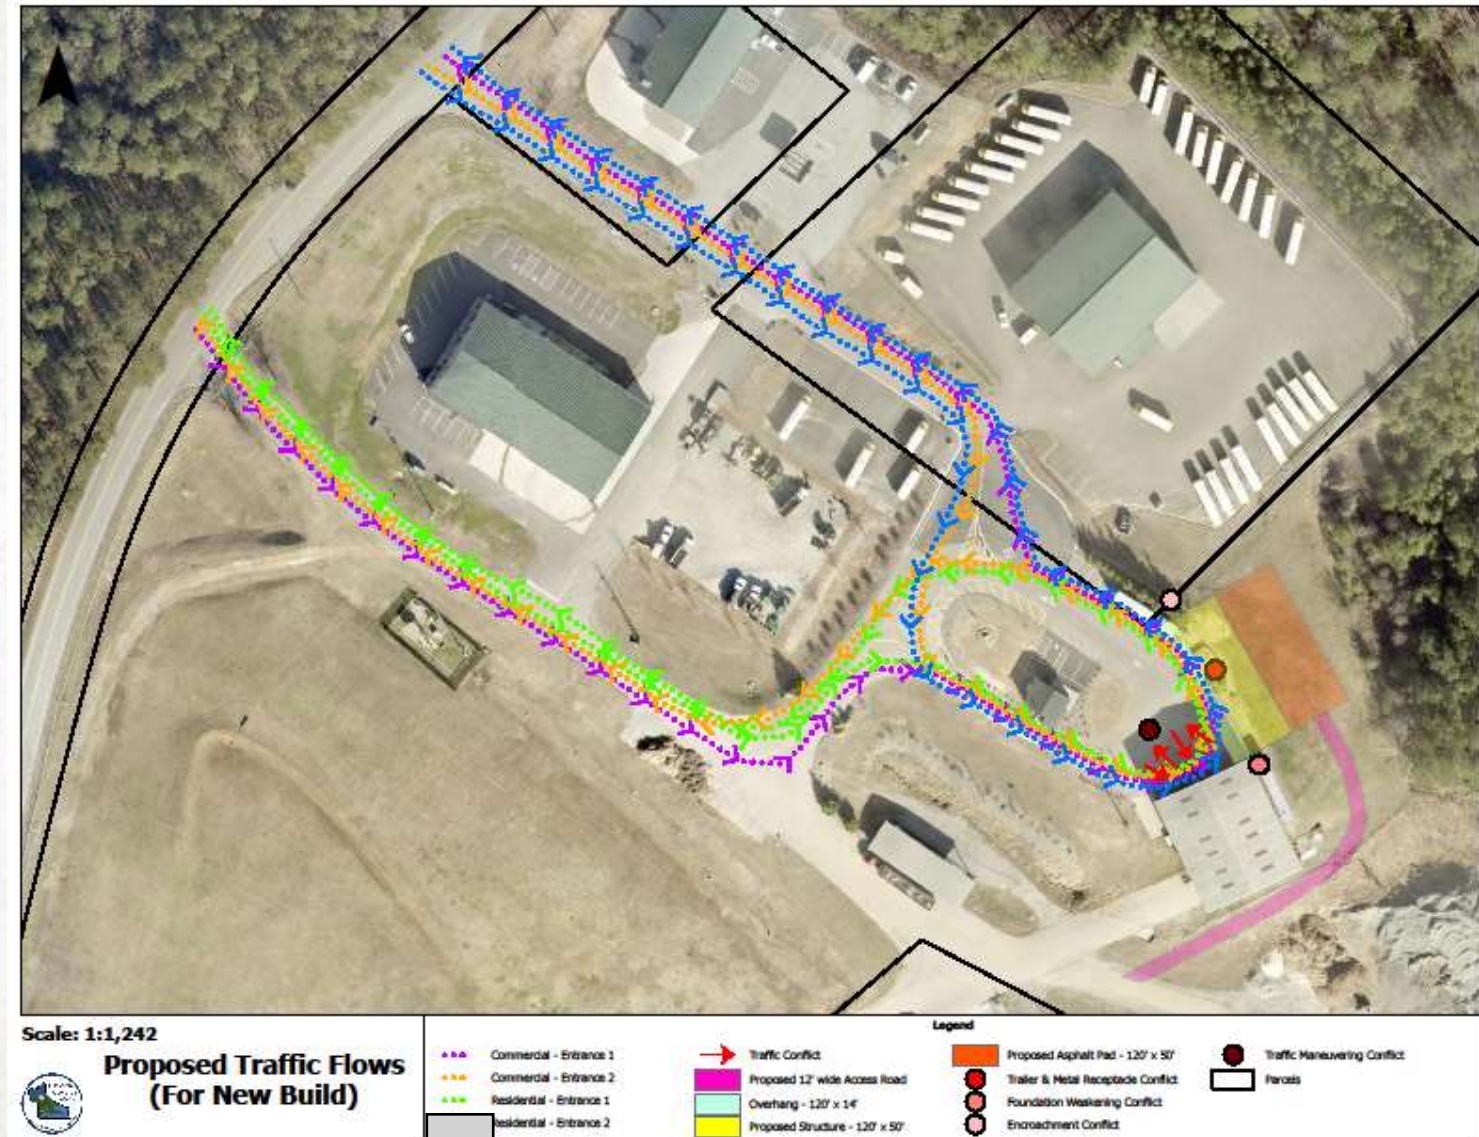 Scale: 1:1,242
Proposed Traffic Flows
(For New Build)
Legend
Commercial - Entrance 1
Commercial - Entrance 2
Residential - Entrance 1
Residential - Entrance 2
Traffic Conflict
Proposed 12' wide Access Road
Overhang - 120' x 14'
Proposed Structure - 120' x 50'
Proposed Asphalt Pad - 120' x 50'
Trailer & Metal Receptacle Conflict
Foundation Weakening Conflict
Encroachment Conflict
Traffic Maneuvering Conflict
Parcels